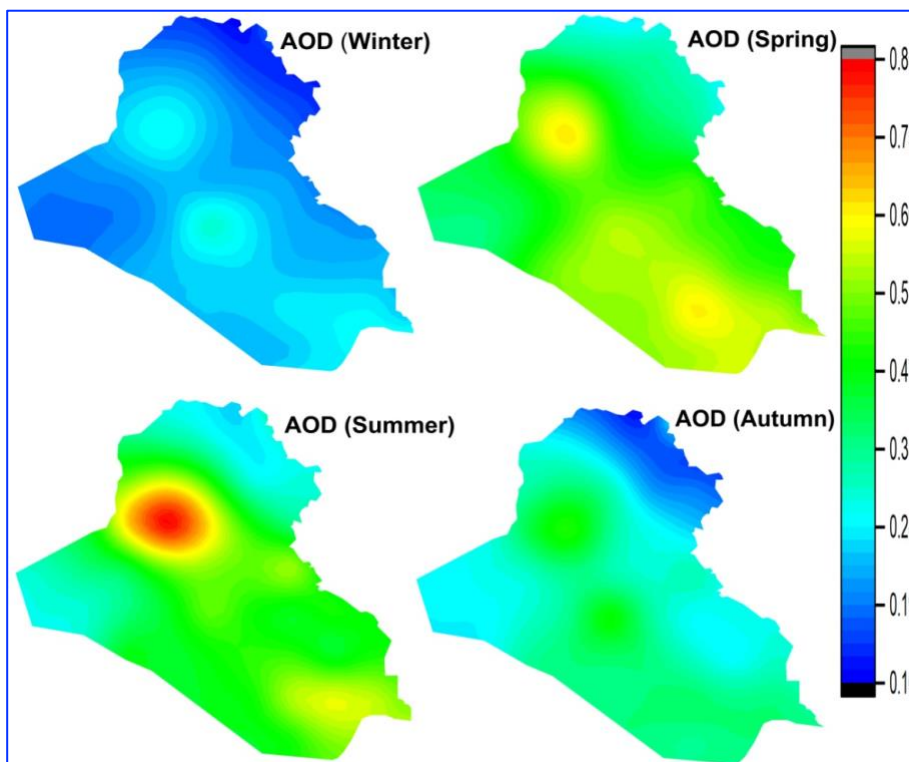 AOD (Winter)
AOD (Spring)
AOD (Summer)
AOD (Autumn)
0.8
0.7
0.6
0.5
0.4
0.3
0.2
0.1
0.1